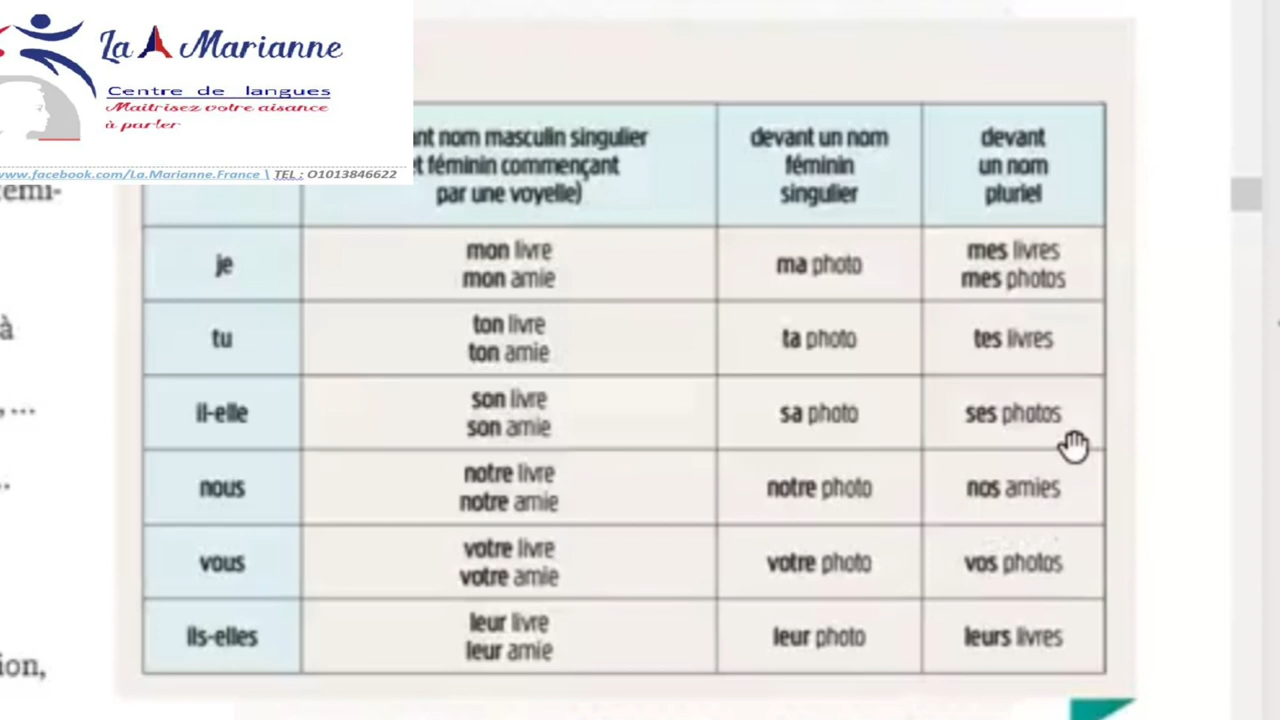 La Marianne
Centre de langues
Maitrisez votre aisance
à parler
www.facebook.com/La.Marianne.France \ TEL : O1013846622
nom masculin singulier
féminin commençant
par une voyelle)
devant un nom
féminin
singulier
devant
un nom
pluriel
je
mon livre
mon amie
ma photo
mes livres
mes photos
tu
ton livre
ton amie
ta photo
tes livres
il-elle
son livre
son amie
sa photo
ses photos
nous
notre livre
notre amie
notre photo
nos amies
vous
votre livre
votre amie
votre photo
vos photos
ils-elles
leur livre
leur amie
leur photo
leurs livres
à
, ...